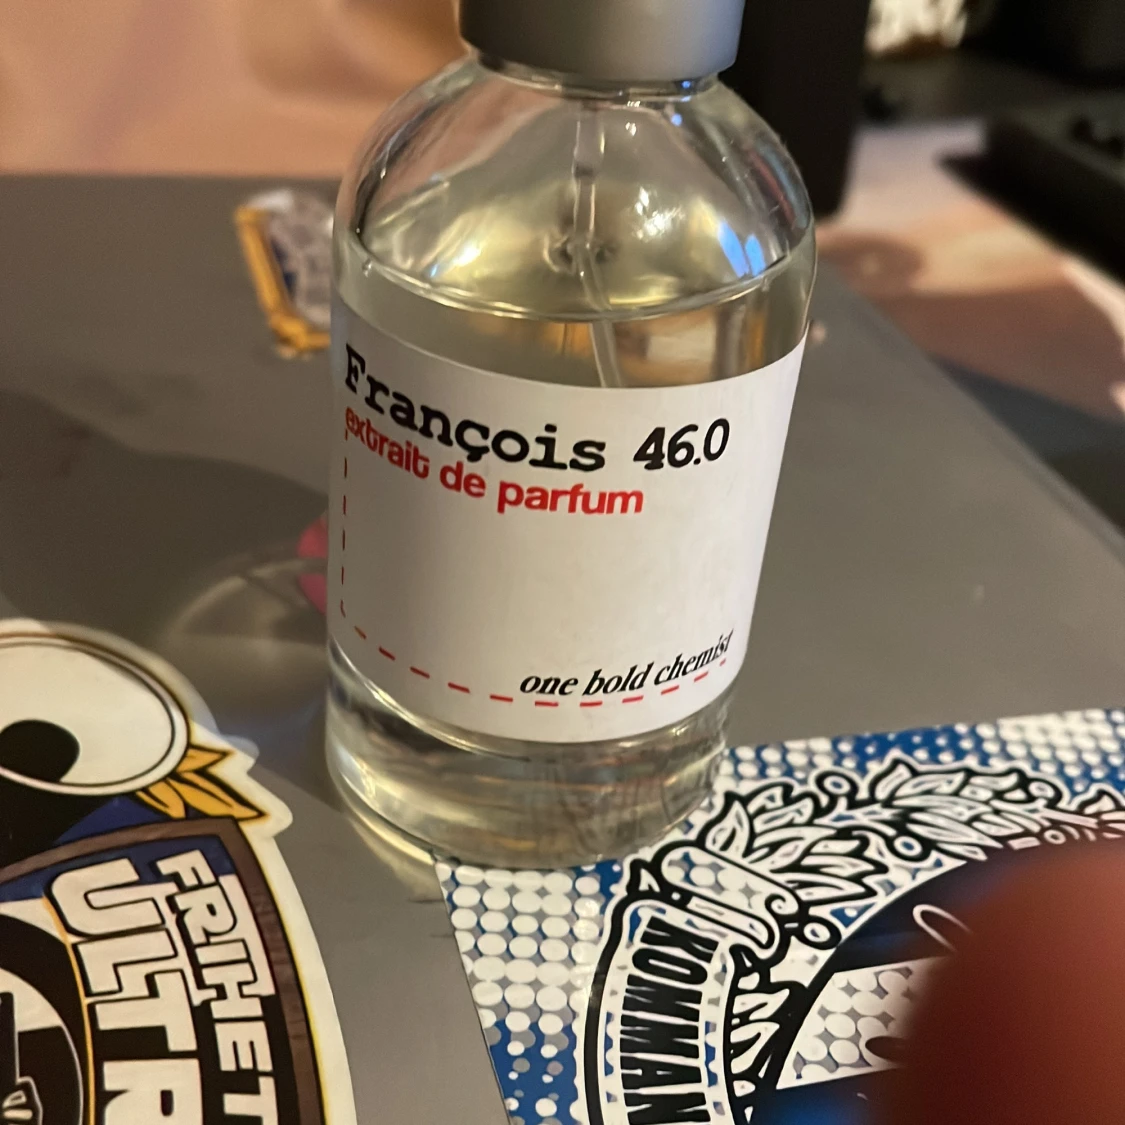 François 46.0
extrait de parfum
one bold chemist
FRIHET
ULTR
KOMMAN